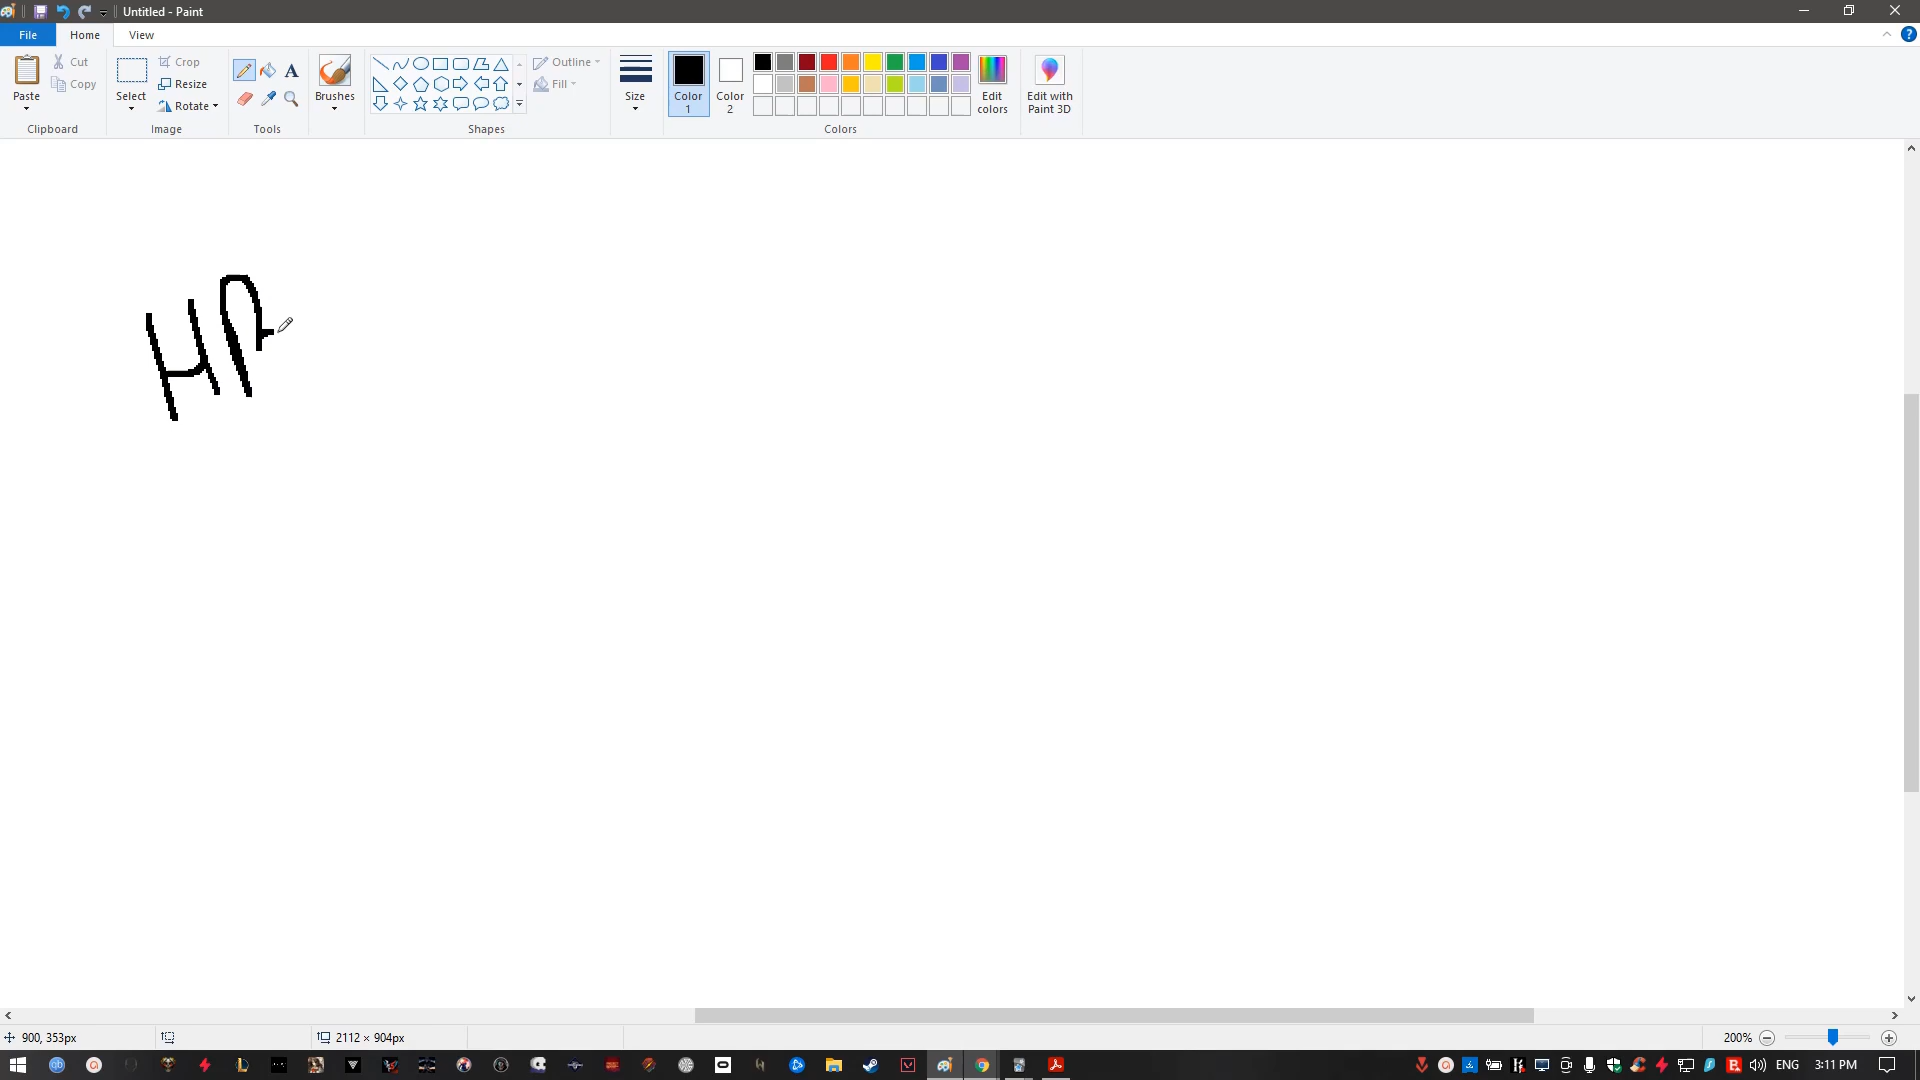 Untitled - Paint
File Home View
Paste Cut Copy Clipboard
Select Crop Resize Rotate Image
Tools
Brushes
Outline Fill Shapes
Size
Color 1 Color 2 Edit colors Colors
Edit with Paint 3D
900, 353px 2112 × 904px 200%
ENG 3:11 PM